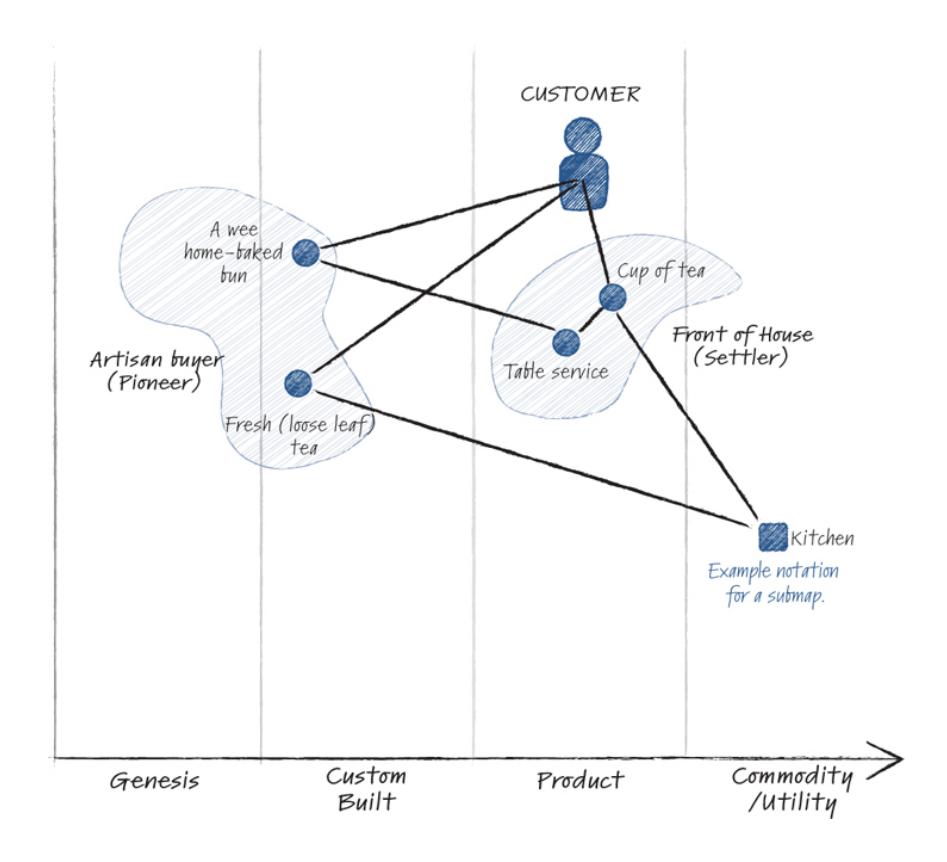 CUSTOMER
A wee
home-baked
bun
Cup of tea
Front of House
(Settler)
Artisan buyer
(Pioneer)
Table service
Fresh (loose leaf)
tea
Kitchen
Example notation
for a submap.
Genesis
Custom
Built
Product
Commodity
/Utility